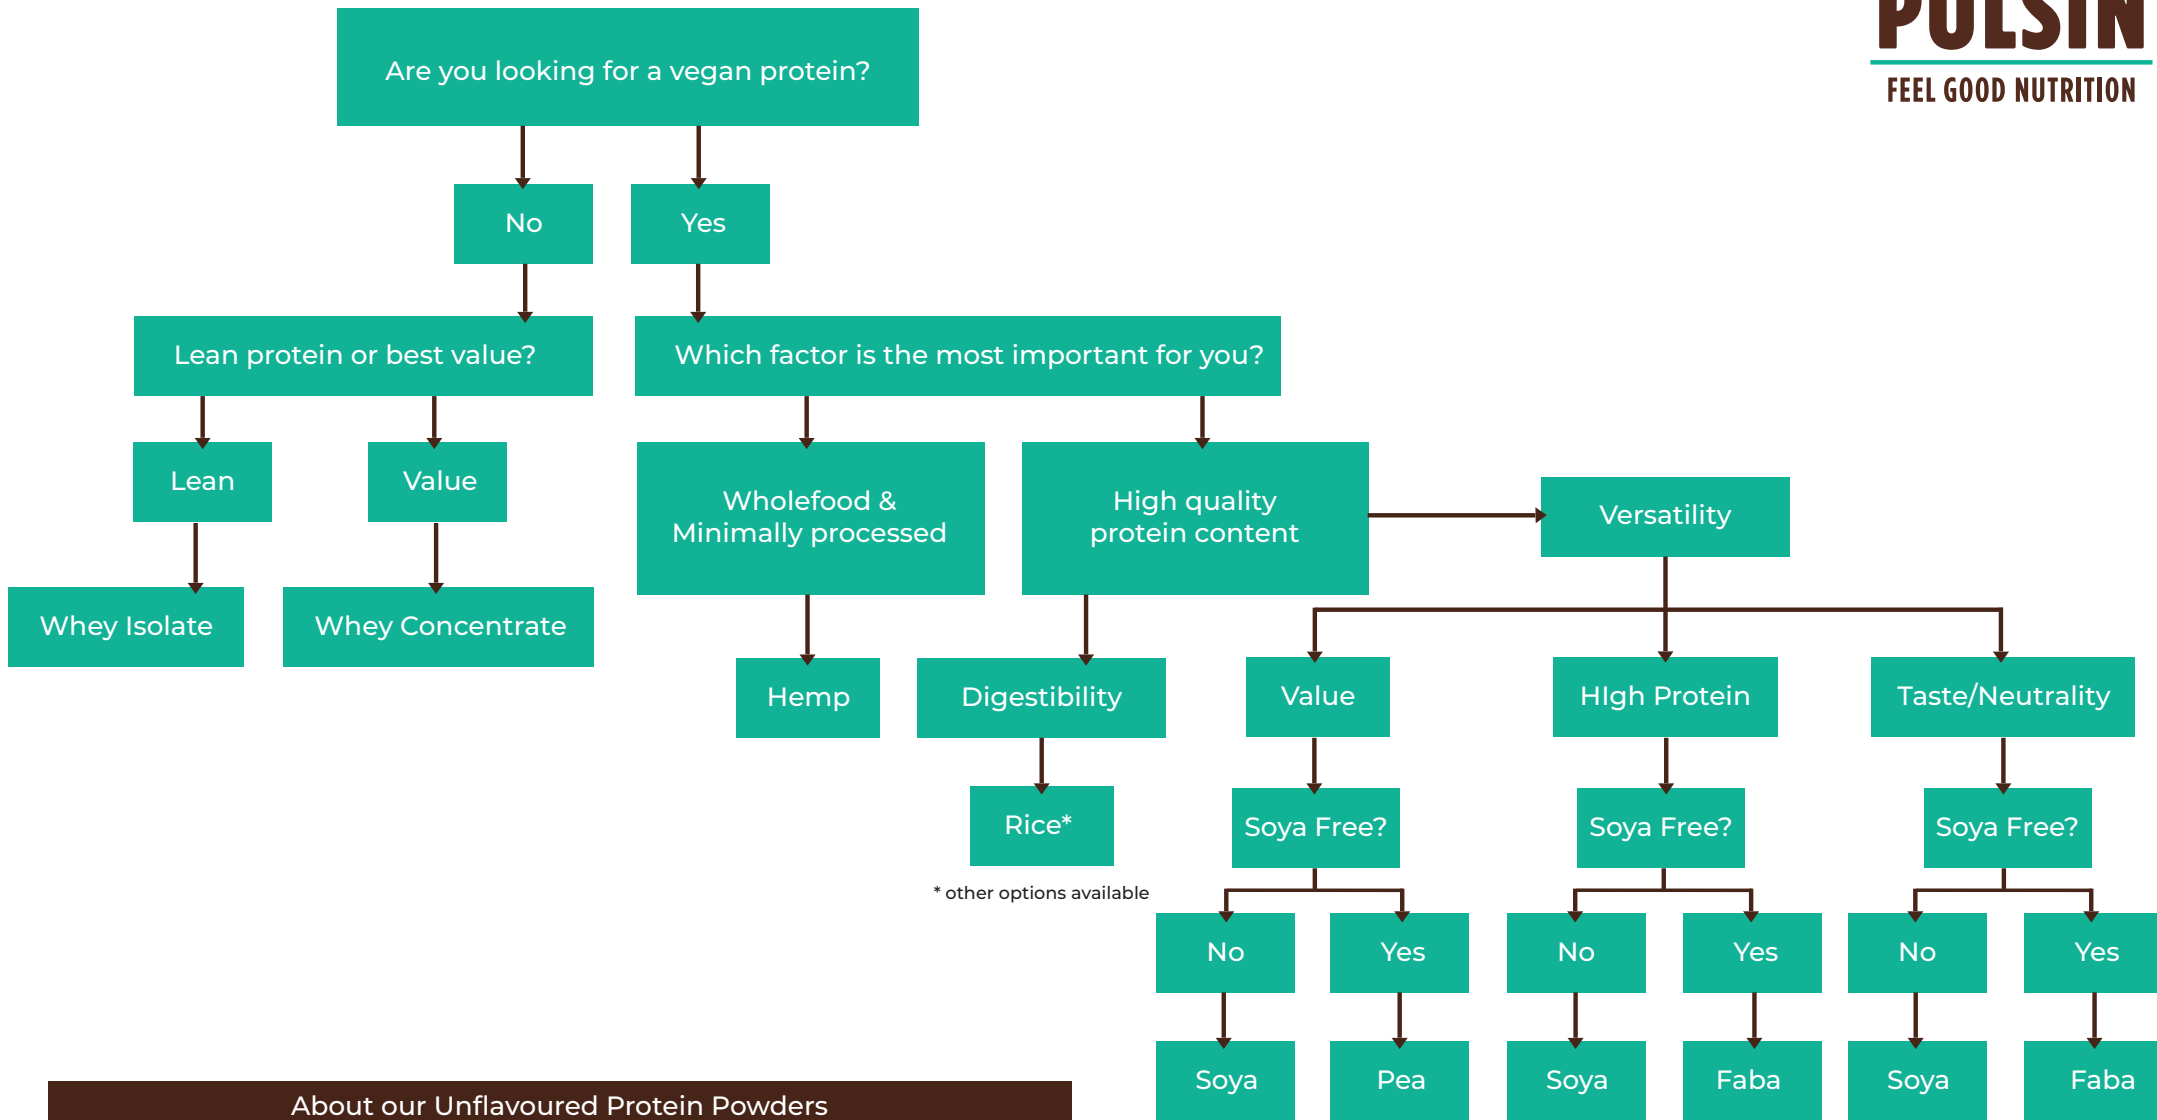 PULSIN
FEEL GOOD NUTRITION
Are you looking for a vegan protein?
No
Yes
Lean protein or best value?
Which factor is the most important for you?
Lean
Value
Wholefood &
Minimally processed
High quality
protein content
Versatility
Whey Isolate
Whey Concentrate
Hemp
Digestibility
Value
HIgh Protein
Taste/Neutrality
Rice*
* other options available
Soya Free?
Soya Free?
Soya Free?
No
Yes
No
Yes
No
Yes
Soya
Pea
Soya
Faba
Soya
Faba
About our Unflavoured Protein Powders